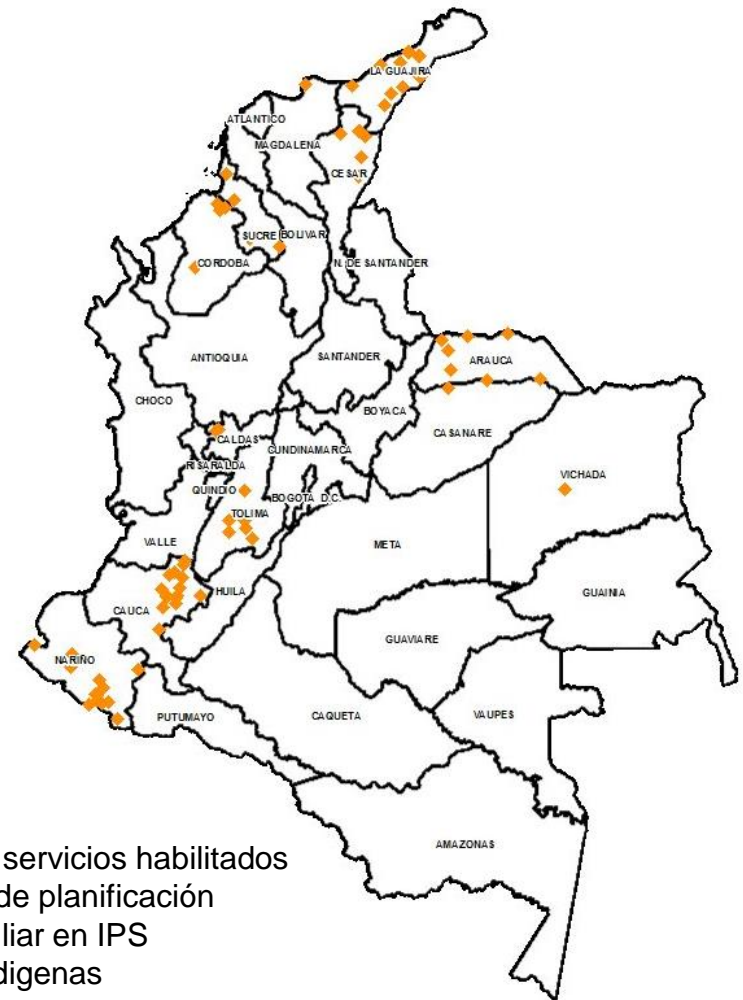 LA GUAJIRA
ATLANTICO
MAGDALENA
CESAR
SUCRE
BOLIVAR
CORDOBA
N. DE SANTANDER
ANTIOQUIA
SANTANDER
ARAUCA
CHOCO
BOYACA
CASANARE
CALDAS
CUNDINAMARCA
RISARALDA
VICHADA
QUINDIO
BOGOTA D.C.
TOLIMA
VALLE
META
HUILA
GUAINIA
CAUCA
GUAVIARE
NARIÑO
PUTUMAYO
CAQUETA
VAUPES
AMAZONAS
servicios habilitados
de planificación
liar en IPS
digenas